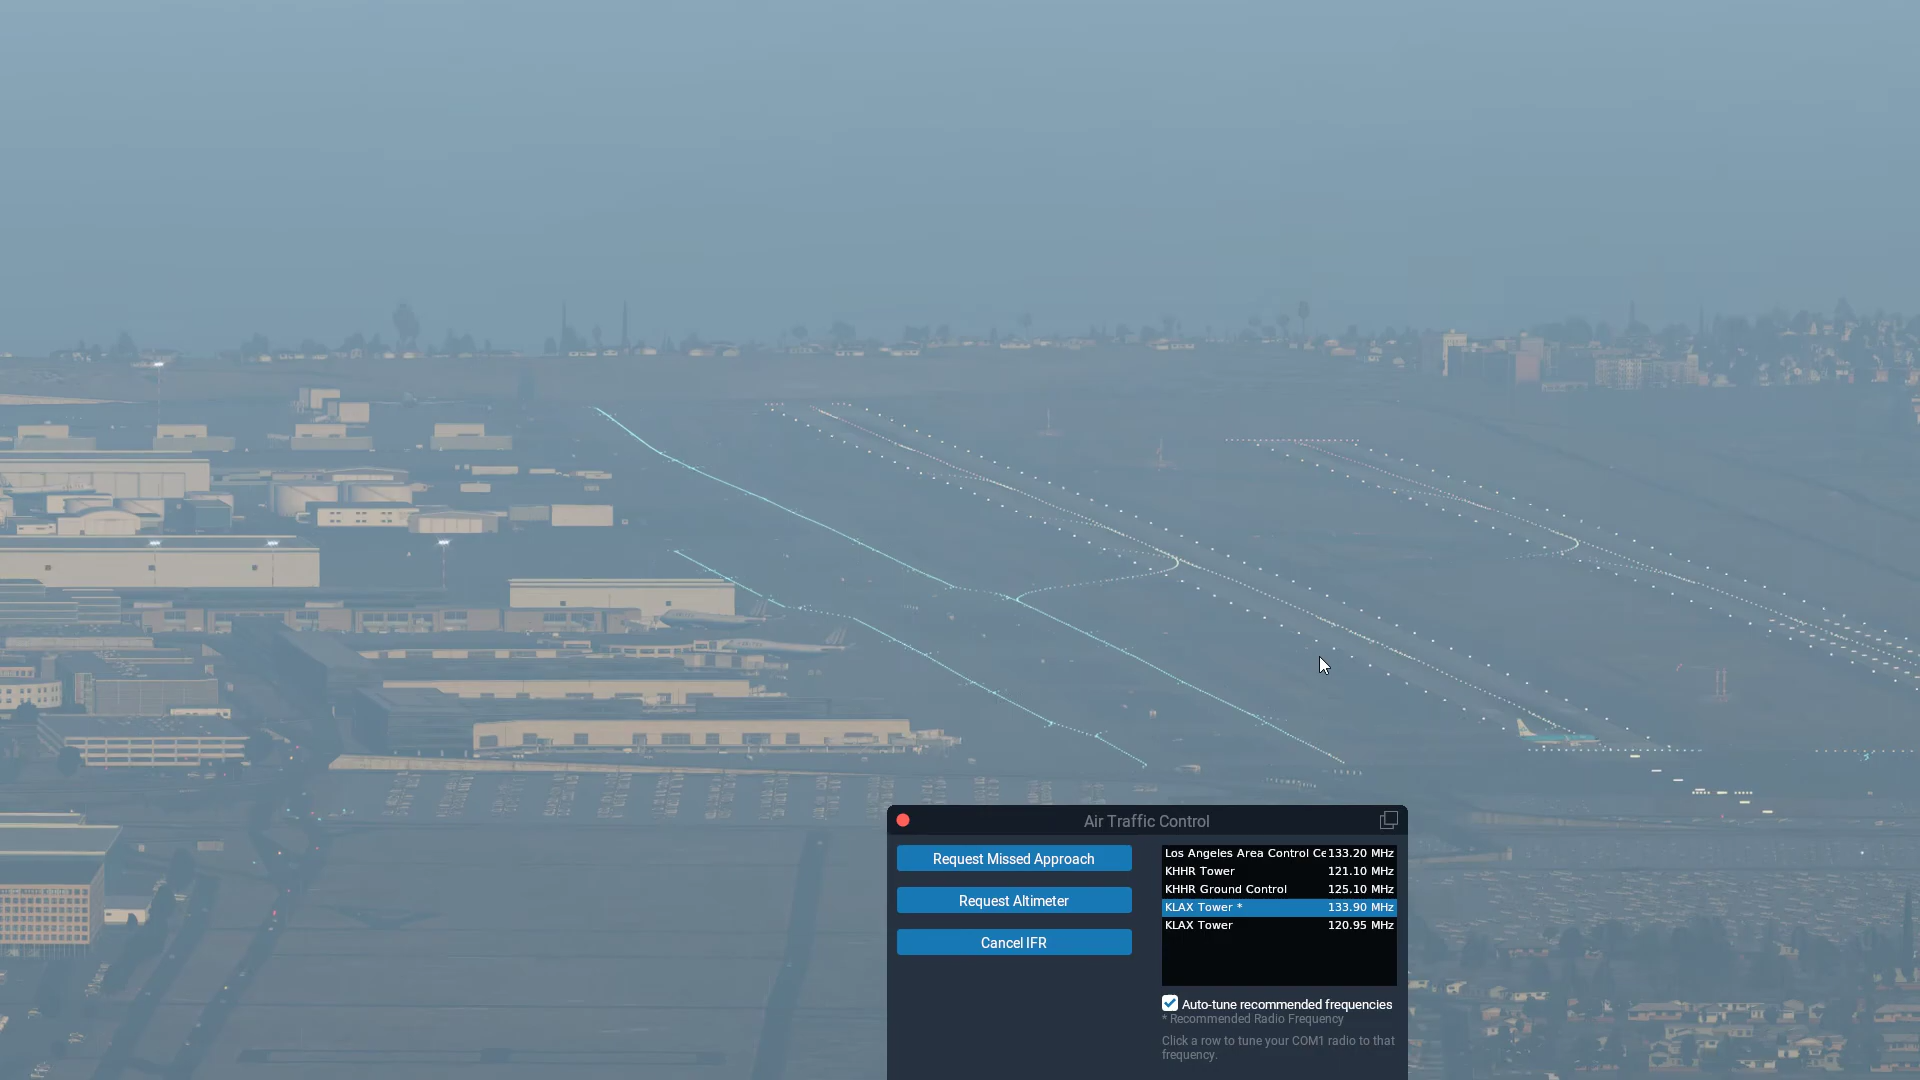 Air Traffic Control
Request Missed Approach
Request Altimeter
Cancel IFR
Los Angeles Area Control Ce 133.20 MHz
KHHR Tower 121.10 MHz
KHHR Ground Control 125.10 MHz
KLAX Tower * 133.90 MHz
KLAX Tower 120.95 MHz
Auto-tune recommended frequencies
* Recommended Radio Frequency
Click a row to tune your COM1 radio to that
frequency.